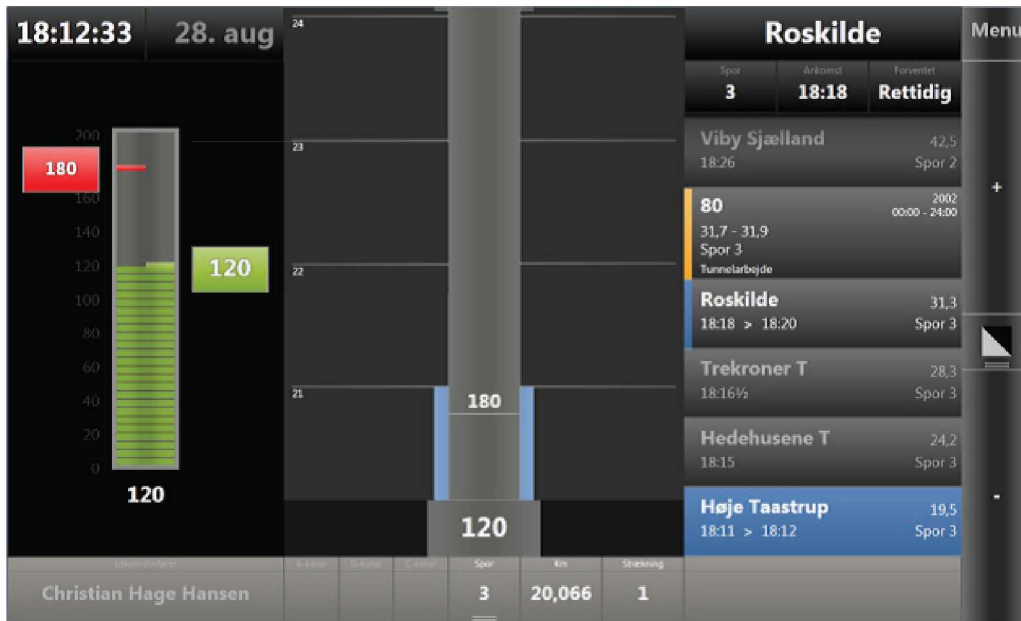 18:12:33
28. aug
200
180
160
140
120
100
80
60
40
20
0
120
120
Lokomotivfører
Christian Hage Hansen
24
23
22
21
180
120
A-kanal
B-kanal
C-kanal
Spor
Km
Strækning
3
20,066
1
Roskilde
Menu
Spor
Ankomst
Forventet
3
18:18
Rettidig
Viby Sjælland
42,5
18:26
Spor 2
80
2002
00:00 - 24:00
31,7 - 31,9
Spor 3
Tunnelarbejde
Roskilde
31,3
18:18 > 18:20
Spor 3
Trekroner T
28,3
18:16½
Spor 3
Hedehusene T
24,2
18:15
Spor 3
Høje Taastrup
19,5
18:11 > 18:12
Spor 3
+
-